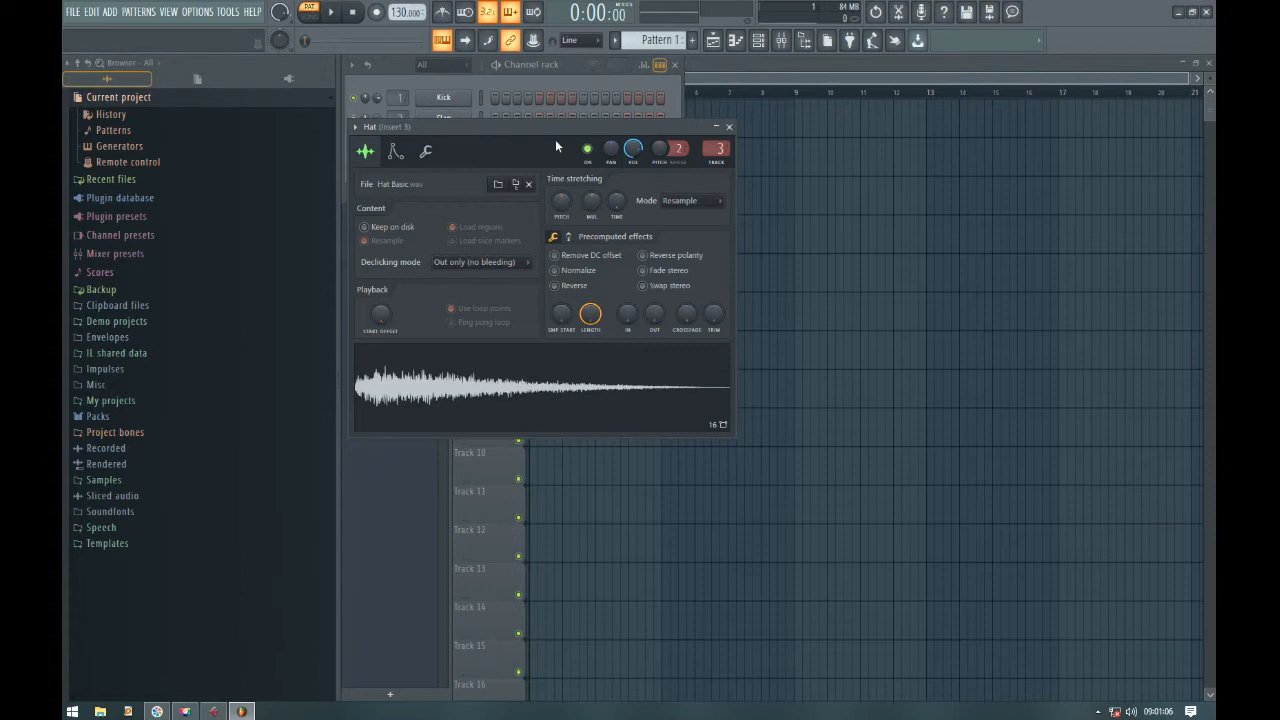 FILE EDIT ADD PATTERNS VIEW OPTIONS TOOLS
PAT
SONG
130.000
3.2.
0:00:00
1
84 MB
0
Line
Pattern 1
Browser - All
All
Channel rack
6 7 8 9 10 11 12 13 14 15 16 17 18 19 20 21
Current project
History
Patterns
Generators
Remote control
Recent files
Plugin database
Plugin presets
Channel presets
Mixer presets
Scores
Backup
Clipboard files
Demo projects
Envelopes
IL shared data
Impulses
Misc
My projects
Packs
Project bones
Recorded
Rendered
Samples
Sliced audio
Soundfonts
Speech
Templates
1 Kick
Hat (Insert 3)
2
3
ON PAN VOL PITCH RANGE TRACK
File Hat Basic.wav
Content
Keep on disk
Load regions
Resample
Load slice markers
Declicking mode
Out only (no bleeding)
Playback
START OFFSET
Use loop points
Ping pong loop
Time stretching
PITCH MUL TIME
Mode Resample
Precomputed effects
Remove DC offset
Reverse polarity
Normalize
Fade stereo
Reverse
Swap stereo
SMP START LENGTH IN OUT CROSSFADE TRIM
16
Track 10
Track 11
Track 12
Track 13
Track 14
Track 15
Track 16
+
09:01:06